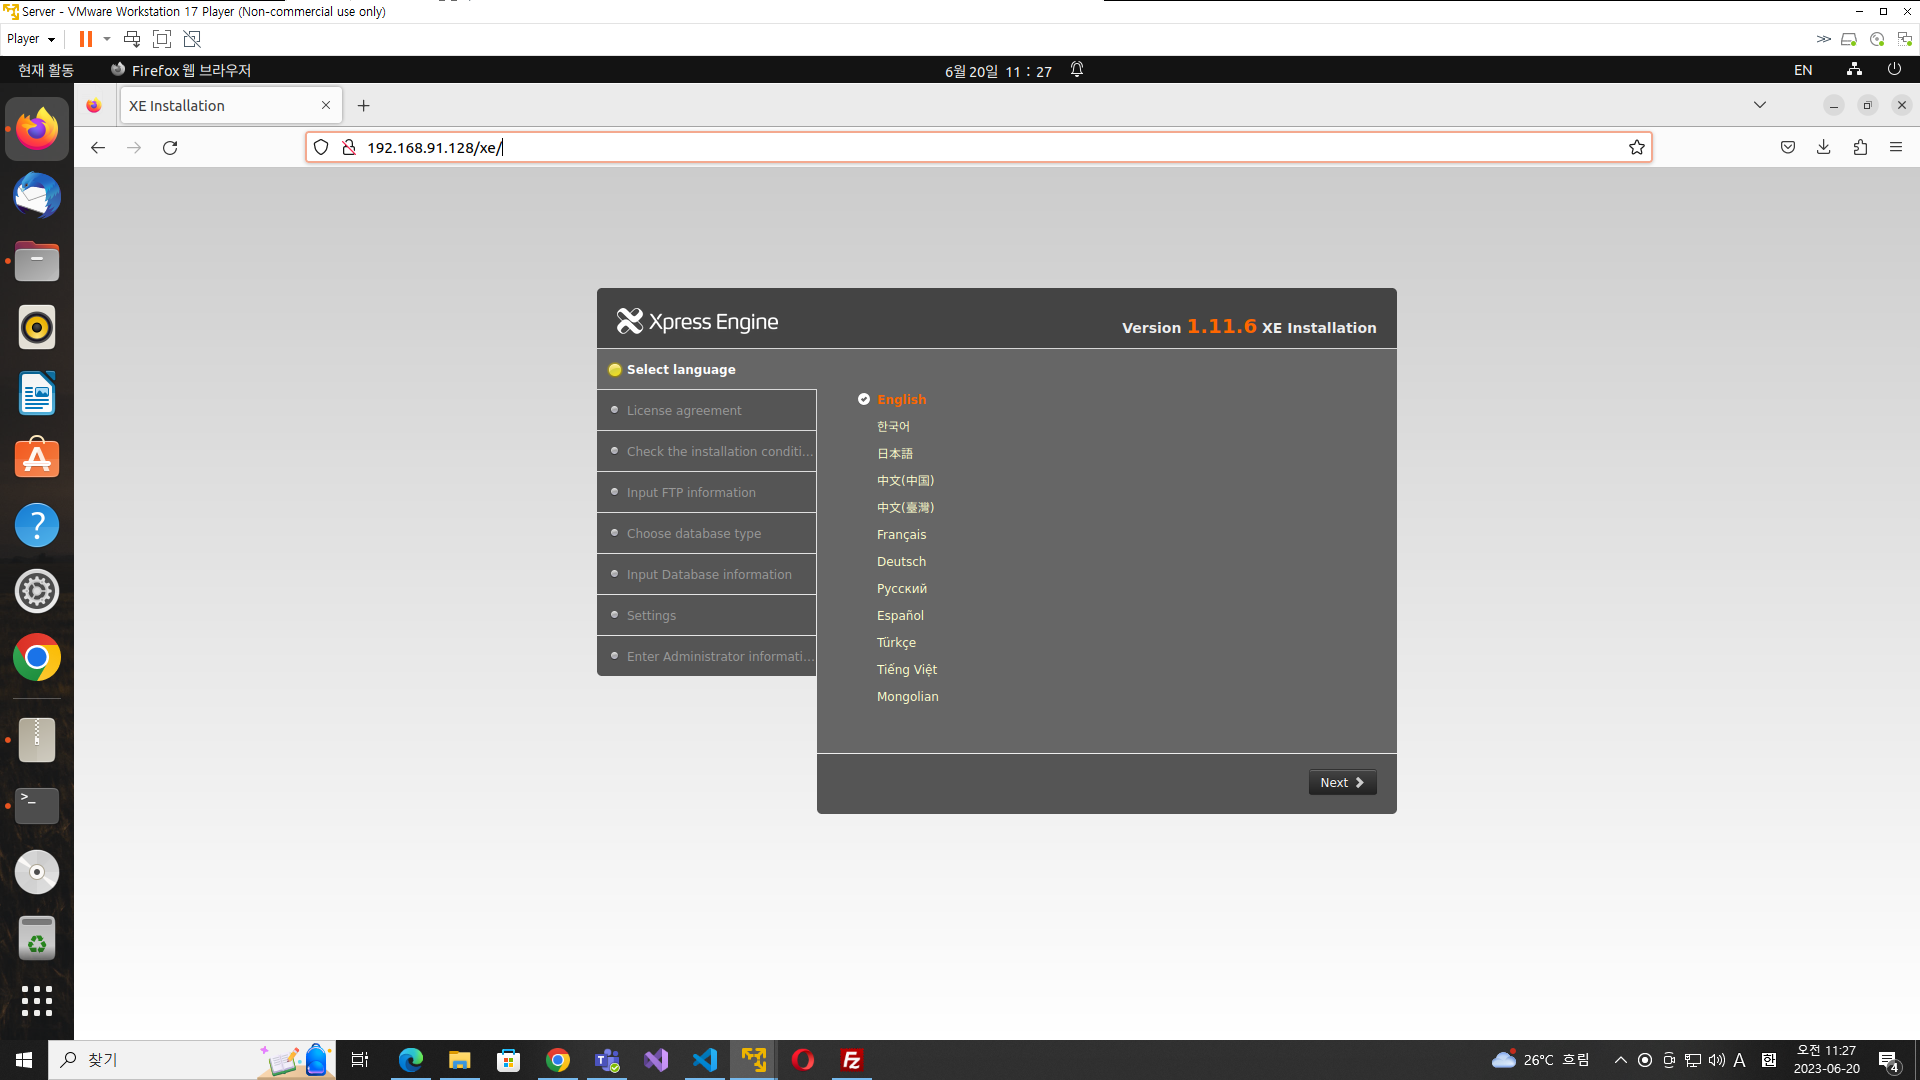 Server - VMware Workstation 17 Player (Non-commercial use only)
Player
현재 활동
Firefox 웹 브라우저
6월 20일 11 : 27
EN
XE Installation
192.168.91.128/xe/
Xpress Engine
Version 1.11.6 XE Installation
Select language
License agreement
Check the installation conditi...
Input FTP information
Choose database type
Input Database information
Settings
Enter Administrator informati...
English
한국어
日本語
中文(中国)
中文(臺灣)
Français
Deutsch
Русский
Español
Türkçe
Tiếng Việt
Mongolian
Next
찾기
26°C 흐림
A
한
오전 11:27
2023-06-20
4